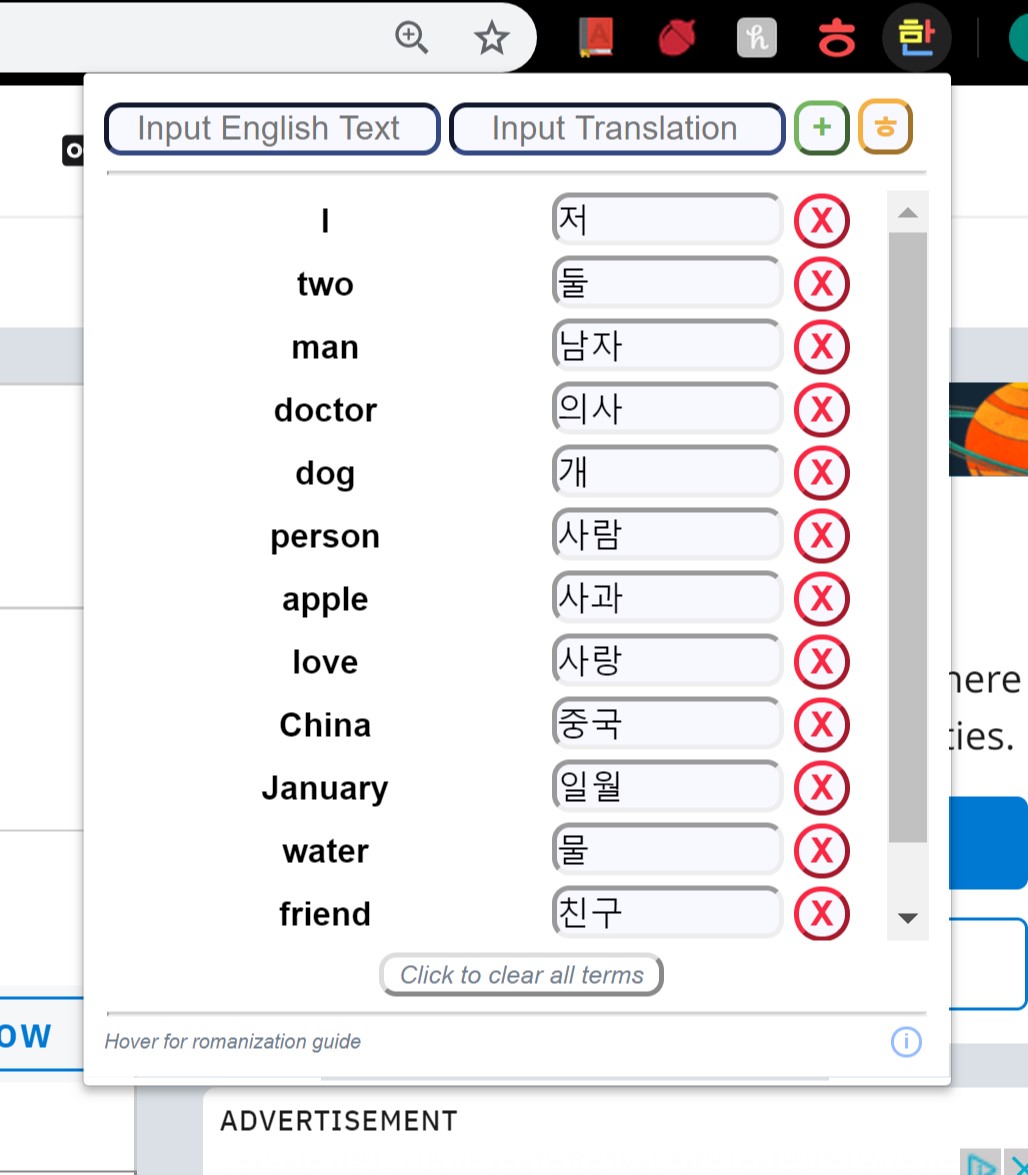 한
Input English Text Input Translation + ㅎ
I 저 X
two 둘 X
man 남자 X
doctor 의사 X
dog 개 X
person 사람 X
apple 사과 X
love 사랑 X
China 중국 X
January 일월 X
water 물 X
friend 친구 X
Click to clear all terms
Hover for romanization guide i
here
ties.
OW
ADVERTISEMENT